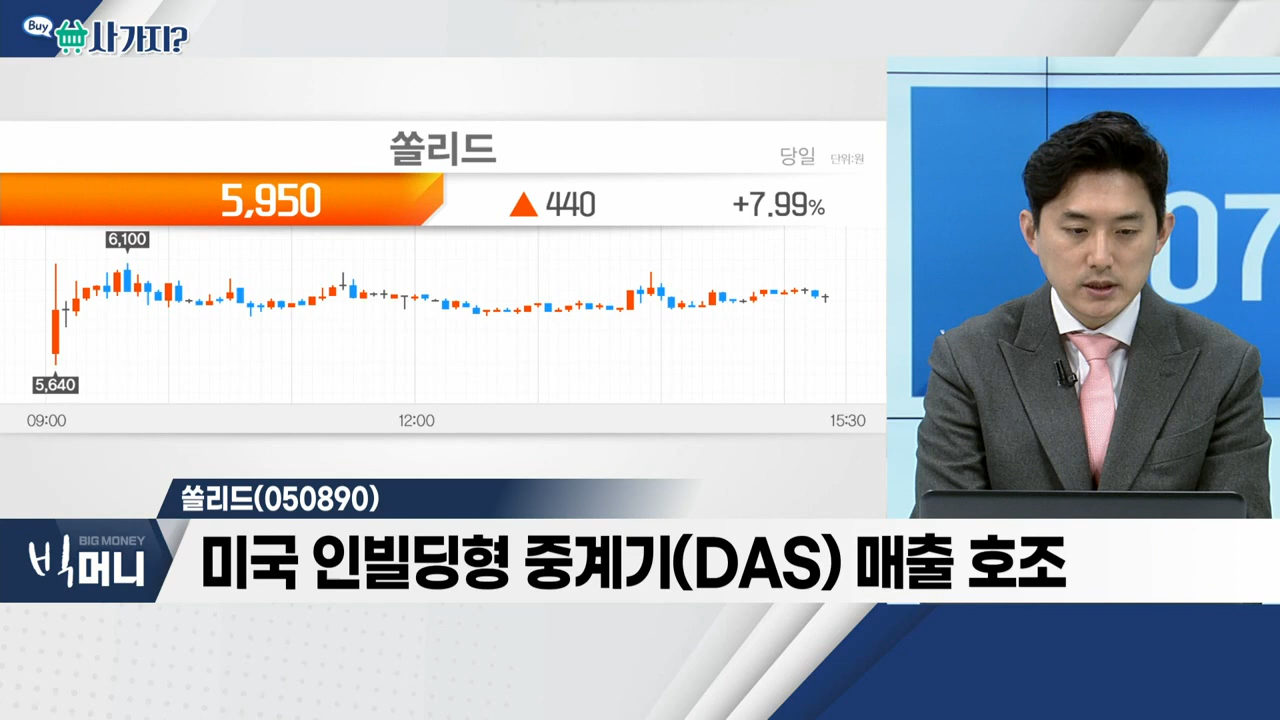 Buy
사가지?
쏠리드
당일 단위:원
5,950 ▲ 440 +7.99%
6,100
5,640
09:00 12:00 15:30
07
쏠리드(050890)
BIG MONEY
빅머니
미국 인빌딩형 중계기(DAS) 매출 호조